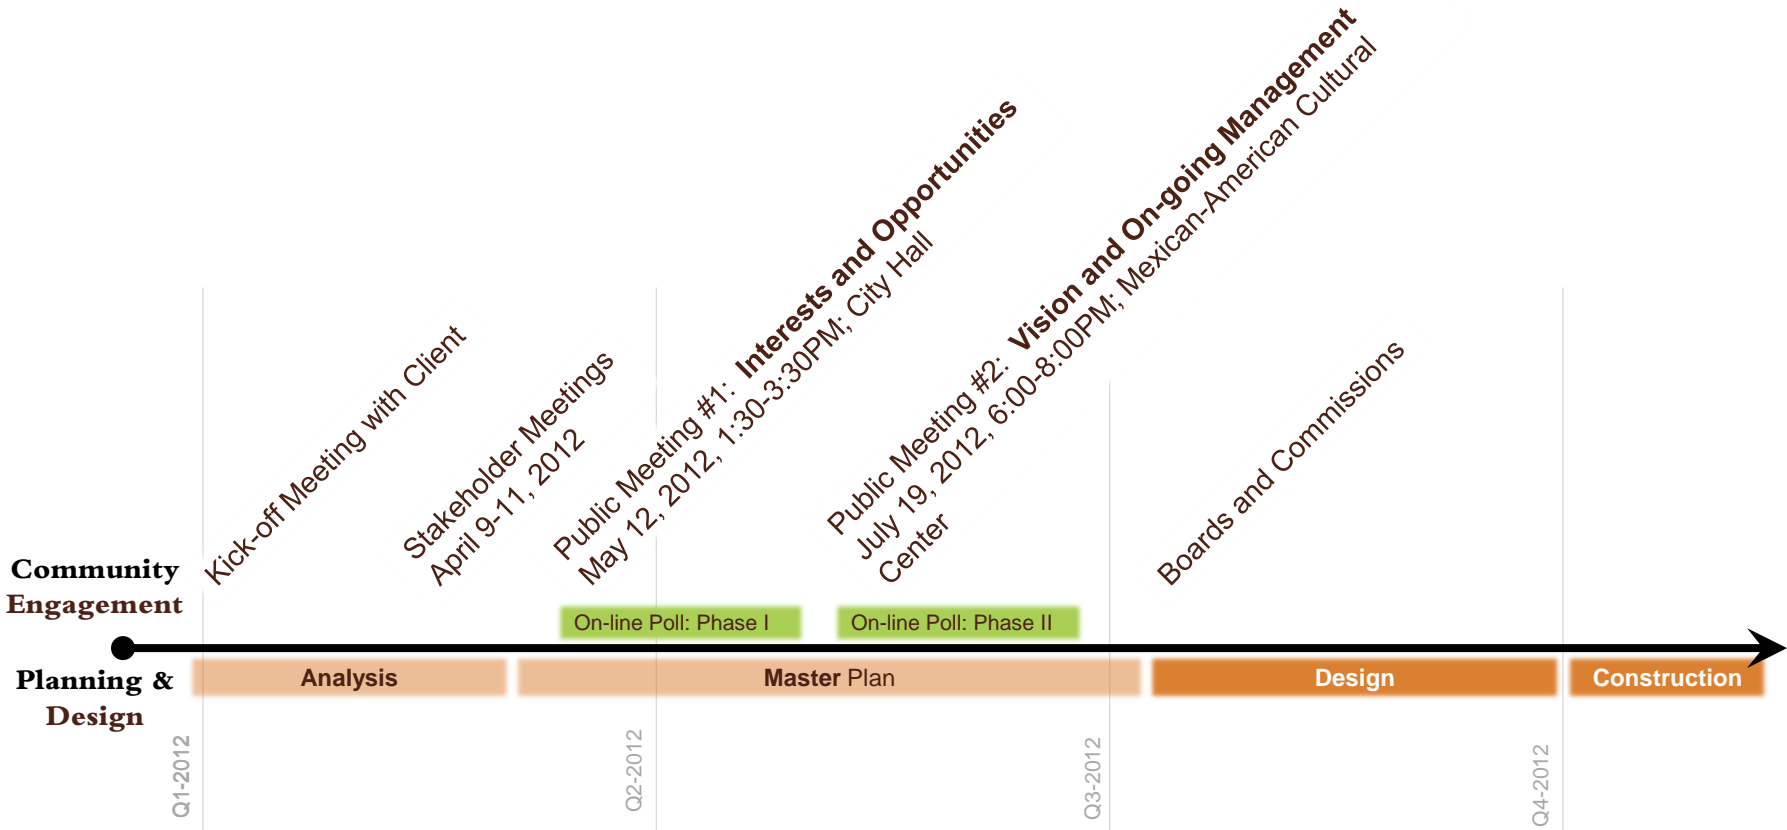 Kick-off Meeting with Client
Stakeholder Meetings
April 9-11, 2012
Public Meeting #1: Interests and Opportunities
May 12, 2012, 1:30-3:30PM; City Hall
Public Meeting #2: Vision and On-going Management
July 19, 2012, 6:00-8:00PM; Mexican-American Cultural
Center
Boards and Commissions
Community
Engagement
On-line Poll: Phase I
On-line Poll: Phase II
Planning &
Design
Analysis
Master Plan
Design
Construction
Q1-2012
Q2-2012
Q3-2012
Q4-2012